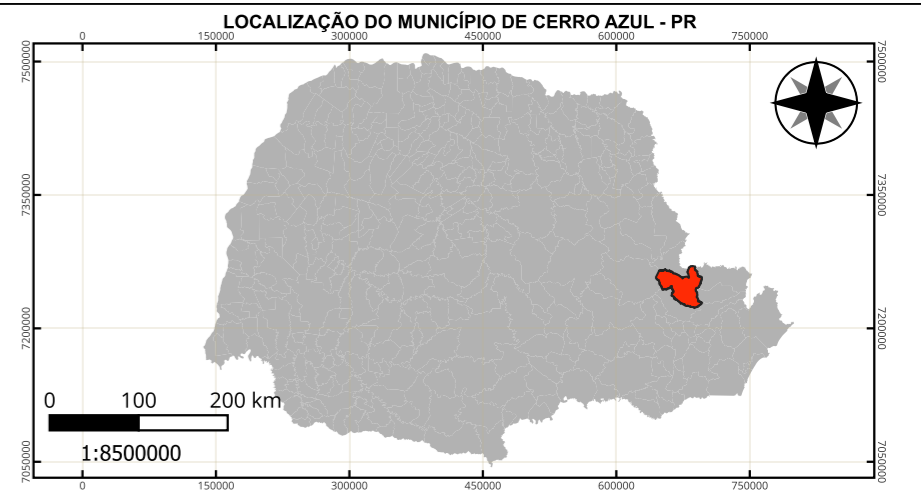 LOCALIZAÇÃO DO MUNICÍPIO DE CERRO AZUL - PR
0 150000 300000 450000 600000 750000
7500000 7500000
7350000 7350000
7200000 7200000
7050000 7050000
0 100 200 km
1:8500000
0 150000 300000 450000 600000 750000